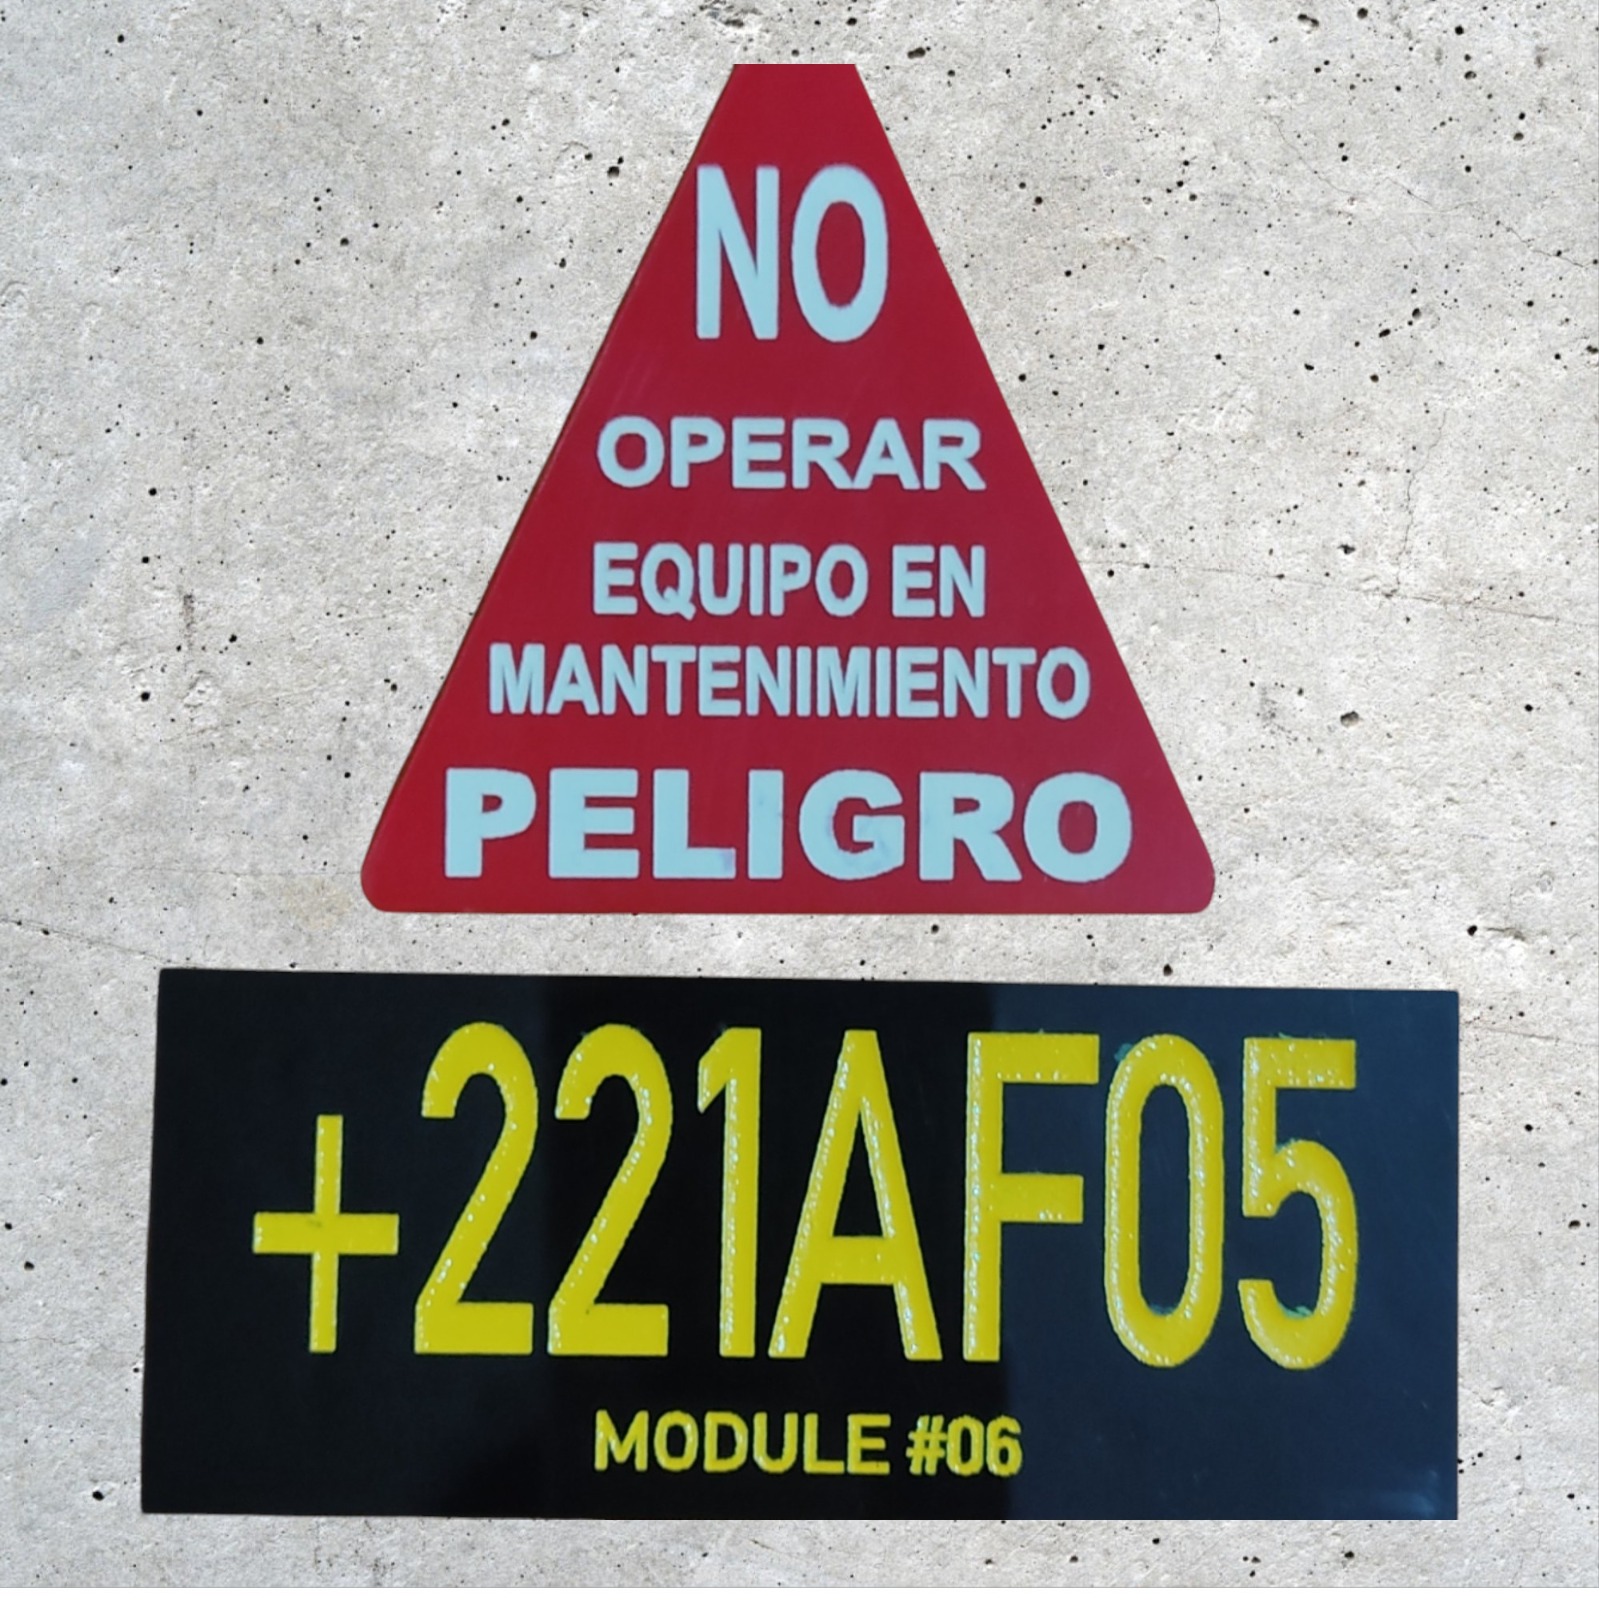 NO
OPERAR
EQUIPO EN
MANTENIMIENTO
PELIGRO
+221AF05
MODULE #06